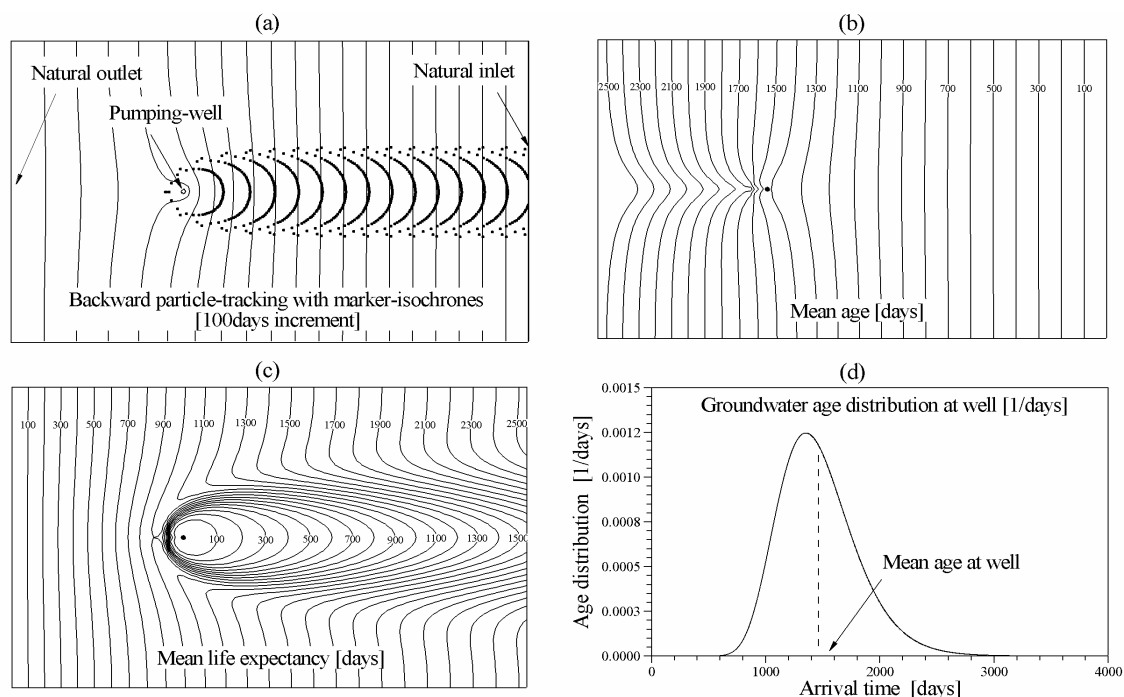 (a)
Natural outlet
Natural inlet
Pumping-well
Backward particle-tracking with marker-isochrones
[100days increment]
(b)
2500 2300 2100 1900 1700 1500 1300 1100 900 700 500 300 100
Mean age [days]
(c)
100 300 500 700 900 1100 1300 1500 1700 1900 2100 2300 2500
100 300 500 700 900 1100 1300 1500
Mean life expectancy [days]
(d)
Groundwater age distribution at well [1/days]
Age distribution [1/days]
0.0015
0.0012
0.0010
0.0008
0.0005
0.0003
0.0000
Mean age at well
0 1000 2000 3000 4000
Arrival time [days]